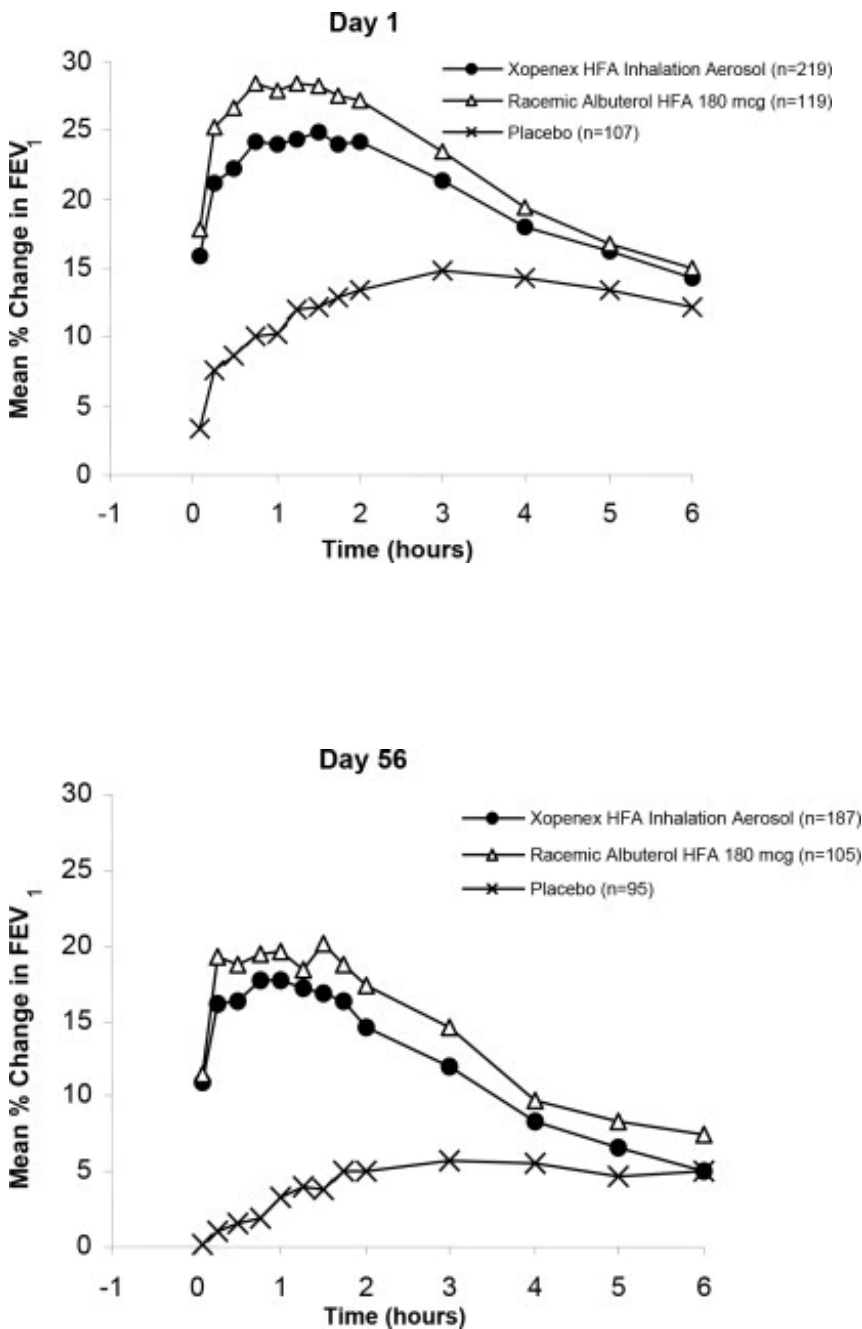 Day 1
Xopenex HFA Inhalation Aerosol (n=219)
Racemic Albuterol HFA 180 mcg (n=119)
Placebo (n=107)
Mean % Change in FEV1
30
25
20
15
10
5
0
-1 0 1 2 3 4 5 6
Time (hours)
Day 56
Xopenex HFA Inhalation Aerosol (n=187)
Racemic Albuterol HFA 180 mcg (n=105)
Placebo (n=95)
Mean % Change in FEV 1
30
25
20
15
10
5
0
-1 0 1 2 3 4 5 6
Time (hours)